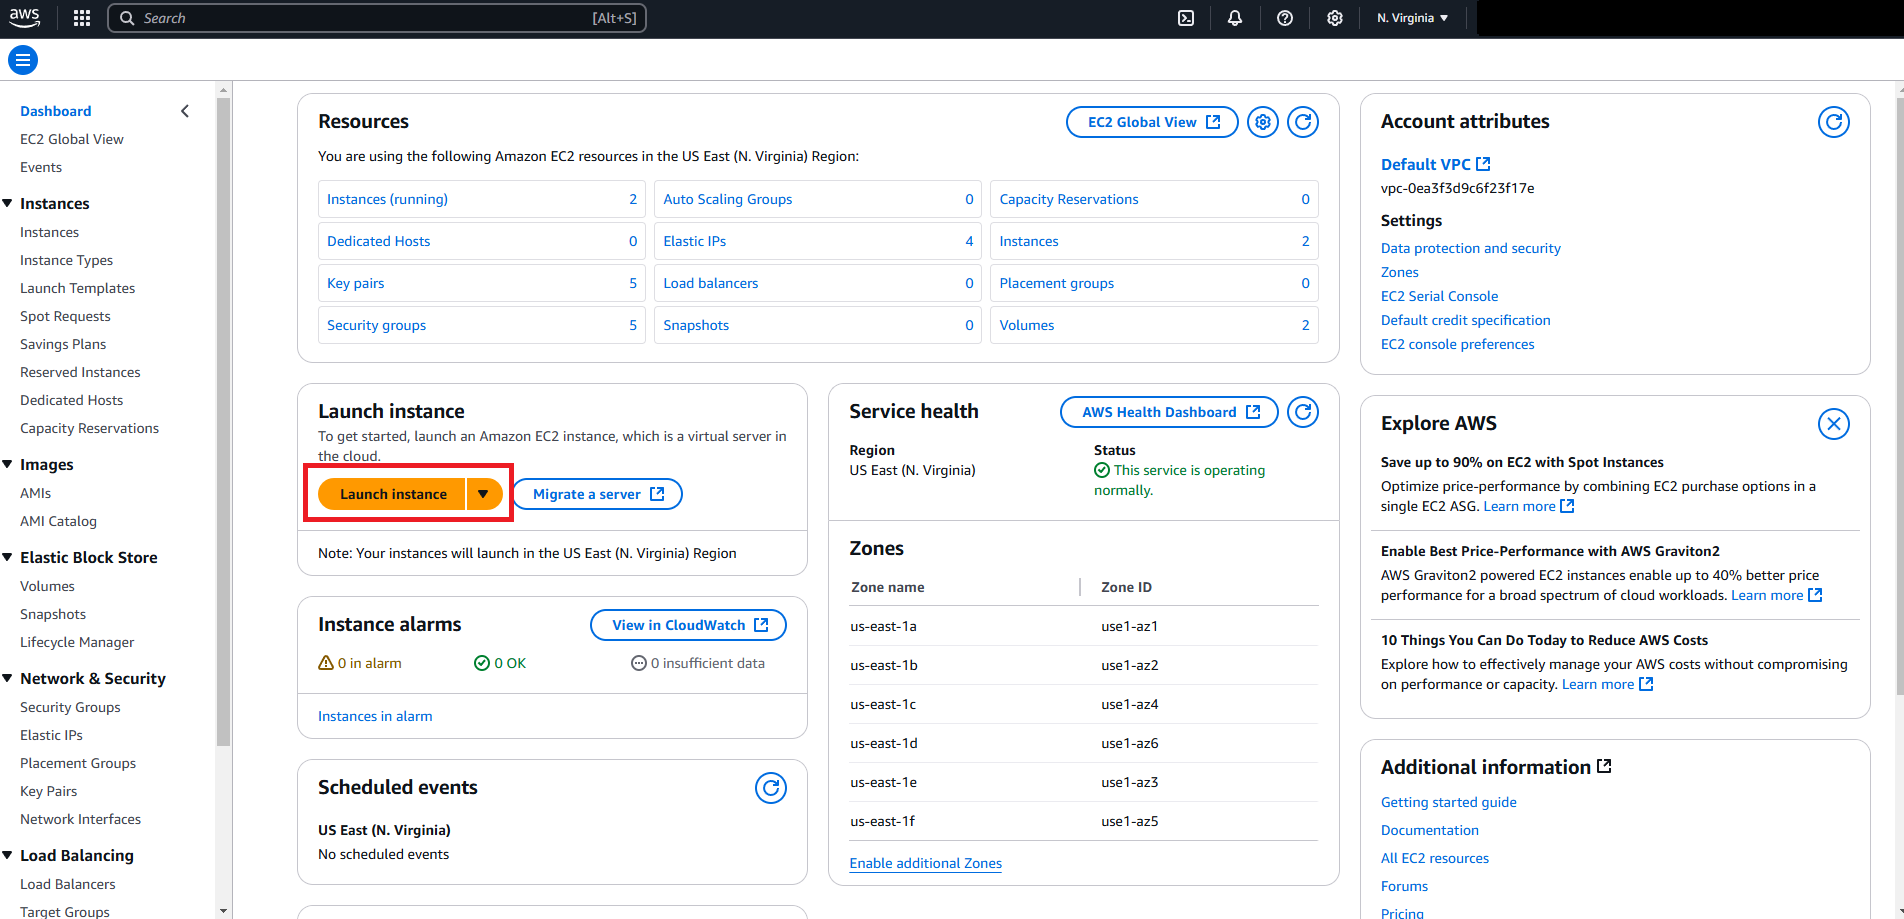 aws
Search [Alt+S]
N. Virginia
Dashboard
EC2 Global View
Events
Instances
Instances
Instance Types
Launch Templates
Spot Requests
Savings Plans
Reserved Instances
Dedicated Hosts
Capacity Reservations
Images
AMIs
AMI Catalog
Elastic Block Store
Volumes
Snapshots
Lifecycle Manager
Network & Security
Security Groups
Elastic IPs
Placement Groups
Key Pairs
Network Interfaces
Load Balancing
Load Balancers
Target Groups
Resources
EC2 Global View
You are using the following Amazon EC2 resources in the US East (N. Virginia) Region:
Instances (running) 2
Auto Scaling Groups 0
Capacity Reservations 0
Dedicated Hosts 0
Elastic IPs 4
Instances 2
Key pairs 5
Load balancers 0
Placement groups 0
Security groups 5
Snapshots 0
Volumes 2
Launch instance
To get started, launch an Amazon EC2 instance, which is a virtual server in
the cloud.
Launch instance
Migrate a server
Note: Your instances will launch in the US East (N. Virginia) Region
Instance alarms
View in CloudWatch
0 in alarm
0 OK
0 insufficient data
Instances in alarm
Scheduled events
US East (N. Virginia)
No scheduled events
Service health
AWS Health Dashboard
Region
US East (N. Virginia)
Status
This service is operating
normally.
Zones
Zone name Zone ID
us-east-1a use1-az1
us-east-1b use1-az2
us-east-1c use1-az4
us-east-1d use1-az6
us-east-1e use1-az3
us-east-1f use1-az5
Enable additional Zones
Account attributes
Default VPC
vpc-0ea3f3d9c6f23f17e
Settings
Data protection and security
Zones
EC2 Serial Console
Default credit specification
EC2 console preferences
Explore AWS
Save up to 90% on EC2 with Spot Instances
Optimize price-performance by combining EC2 purchase options in a
single EC2 ASG. Learn more
Enable Best Price-Performance with AWS Graviton2
AWS Graviton2 powered EC2 instances enable up to 40% better price
performance for a broad spectrum of cloud workloads. Learn more
10 Things You Can Do Today to Reduce AWS Costs
Explore how to effectively manage your AWS costs without compromising
on performance or capacity. Learn more
Additional information
Getting started guide
Documentation
All EC2 resources
Forums
Pricing